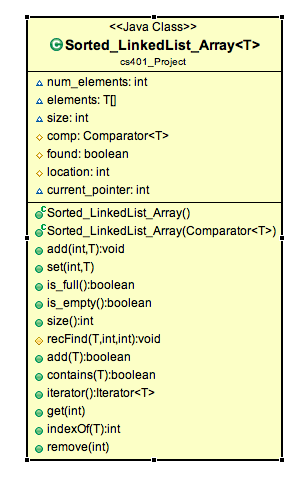 <<Java Class>>
Sorted_LinkedList_Array<T>
cs401_Project
num_elements: int
elements: T[]
size: int
comp: Comparator<T>
found: boolean
location: int
current_pointer: int
Sorted_LinkedList_Array()
Sorted_LinkedList_Array(Comparator<T>)
add(int,T):void
set(int,T)
is_full():boolean
is_empty():boolean
size():int
recFind(T,int,int):void
add(T):boolean
contains(T):boolean
iterator():Iterator<T>
get(int)
indexOf(T):int
remove(int)